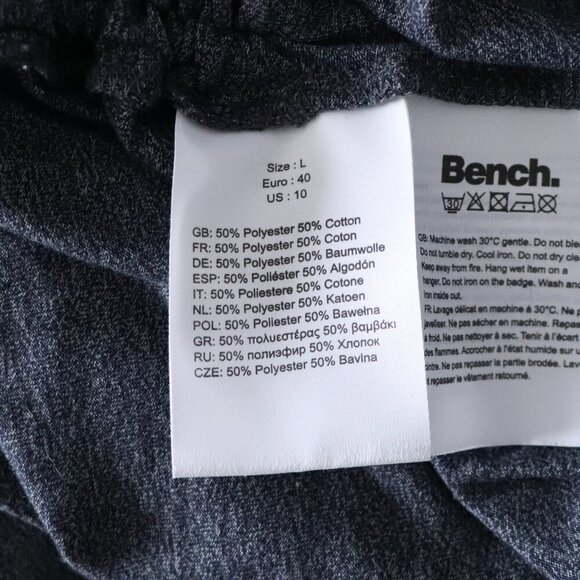 Size : L
Euro : 40
US : 10
GB: 50% Polyester 50% Cotton
FR: 50% Polyester 50% Coton
DE: 50% Polyester 50% Baumwolle
ESP: 50% Poliéster 50% Algodón
IT: 50% Poliestere 50% Cotone
NL: 50% Polyester 50% Katoen
POL: 50% Poliester 50% Bawełna
GR: 50% πολυεστέρας 50% βαμβάκι
RU: 50% полиэфир 50% Хлопок
CZE: 50% Polyester 50% Bavlna
Bench.
30
GB: Machine wash 30°C gentle. Do not
Do not tumble dry. Cool iron. Do not dry
Keep away from fire. Hang wet item on a
hanger. Do not iron on the badge. Wash and
iron inside out.
FR: Lavage délicat en machine à 30°C. Ne
javeliser. Ne pas sécher en machine. Repasser
à froid. Ne pas nettoyer à sec. Tenir à l'écart
des flammes. Accrocher à l'état humide sur
cintre. Ne pas repasser la partie brodée.
et repasser le vêtement retourné.